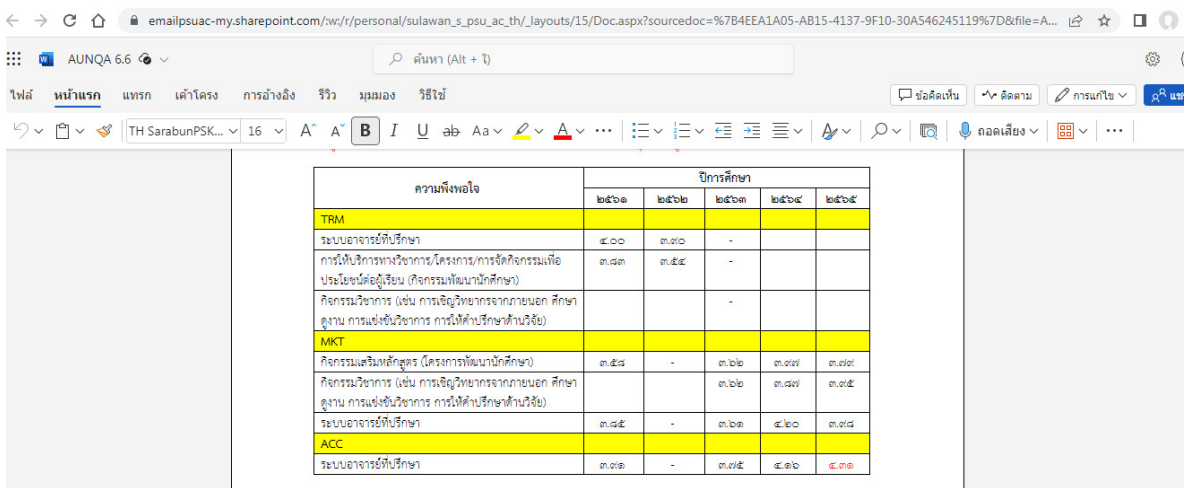 emailpsuac-my.sharepoint.com/:w:/r/personal/sulawan_s_psu_ac_th/_layouts/15/Doc.aspx?sourcedoc=%7B4EEA1A05-AB15-4137-9F10-30A546245119%7D&file=A...
AUNQA 6.6 ค้นหา (Alt + ไ)
ไฟล์ หน้าแรก แทรก เค้าโครง การอ้างอิง รีวิว มุมมอง วิธีใช้ ข้อคิดเห็น ติดตาม การแก้ไข
TH SarabunPSK... 16 A A B I U ab Aa A ถอดเสียง
ความพึงพอใจ ปีการศึกษา
๒๕๖๑ ๒๕๖๒ ๒๕๖๓ ๒๕๖๔ ๒๕๖๕
TRM
ระบบอาจารย์ที่ปรึกษา ๔.๐๐ ๓.๙๐ -
การให้บริการทางวิชาการ/โครงการ/การจัดกิจกรรมเพื่อ ๓.๘๓ ๓.๕๔ -
ประโยชน์ต่อผู้เรียน (กิจกรรมพัฒนานักศึกษา)
กิจกรรมวิชาการ (เช่น การเชิญวิทยากรจากภายนอก ศึกษา -
ดูงาน การแข่งขันวิชาการ การให้คำปรึกษาด้านวิจัย)
MKT
กิจกรรมเสริมหลักสูตร (โครงการพัฒนานักศึกษา) ๓.๕๘ - ๓.๖๒ ๓.๙๗ ๓.๗๙
กิจกรรมวิชาการ (เช่น การเชิญวิทยากรจากภายนอก ศึกษา ๓.๖๒ ๓.๘๗ ๓.๙๕
ดูงาน การแข่งขันวิชาการ การให้คำปรึกษาด้านวิจัย)
ระบบอาจารย์ที่ปรึกษา ๓.๘๕ - ๓.๖๑ ๔.๒๐ ๓.๙๘
ACC
ระบบอาจารย์ที่ปรึกษา ๓.๙๑ - ๓.๗๕ ๔.๑๖ ๔.๓๑